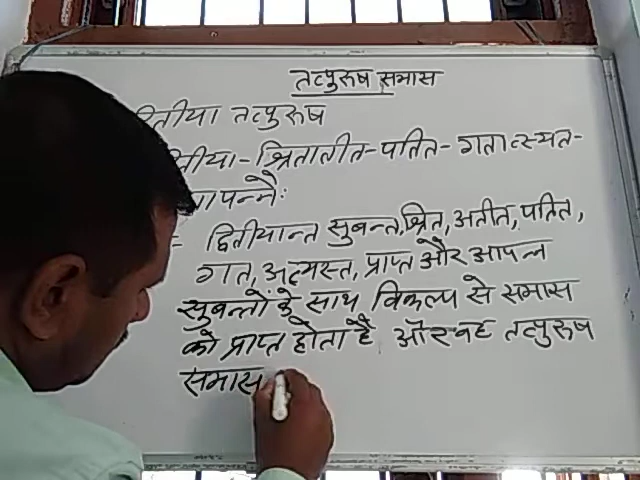 तत्पुरुष समास
तत्पुरुष
श्रितातीत-पतित-गतात्यस्त-
द्वितीयान्त सुबन्त, श्रित, अतीत, पतित,
गत, अत्यस्त, प्राप्त और आपन्न
सुबन्तों के साथ विकल्प से समास
को प्राप्त होता है और वह तत्पुरुष
समास